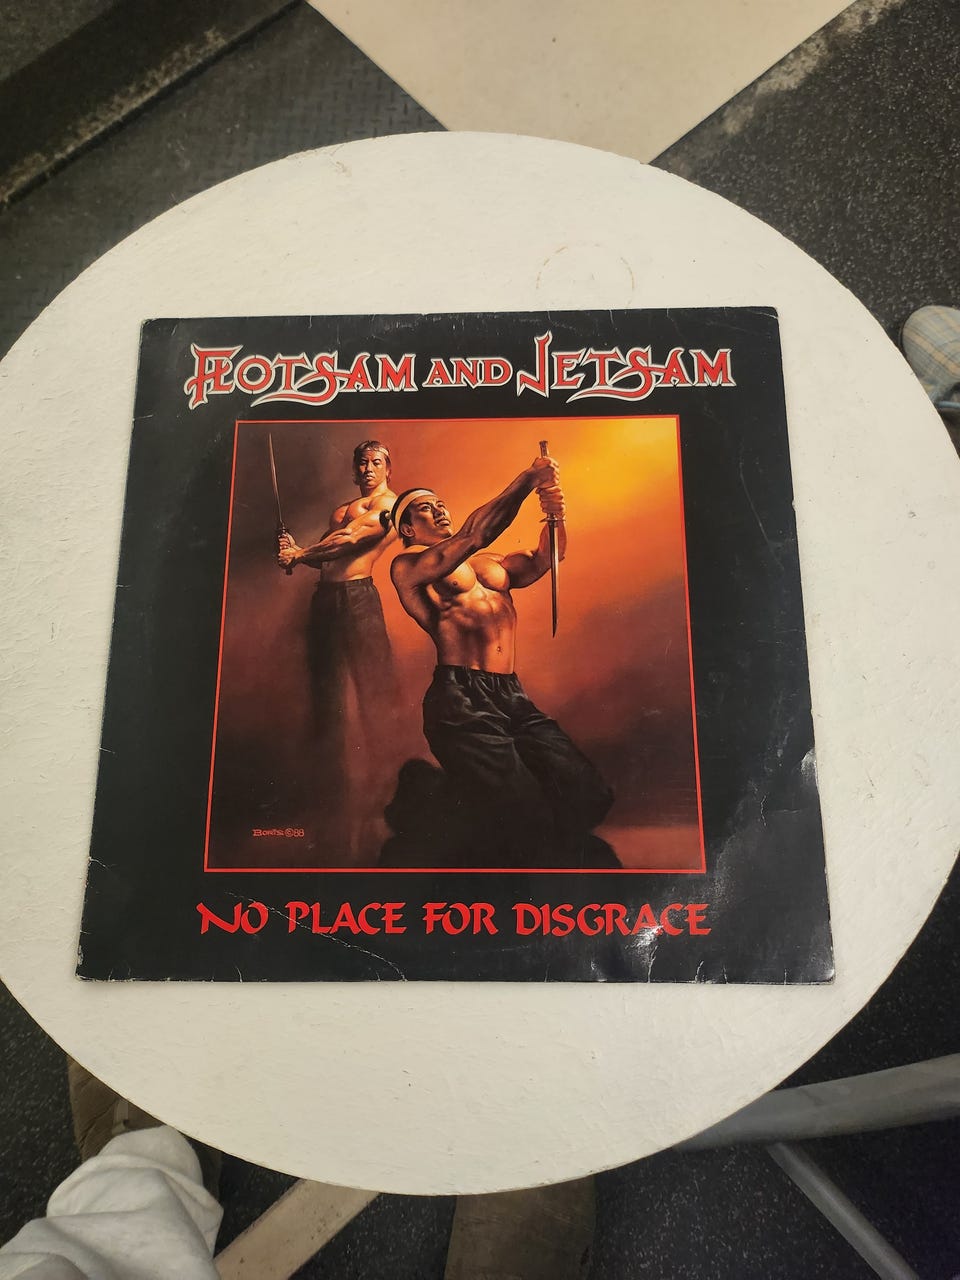 FLOTSAM AND JETSAM
BORIS ©88
NO PLACE FOR DISGRACE